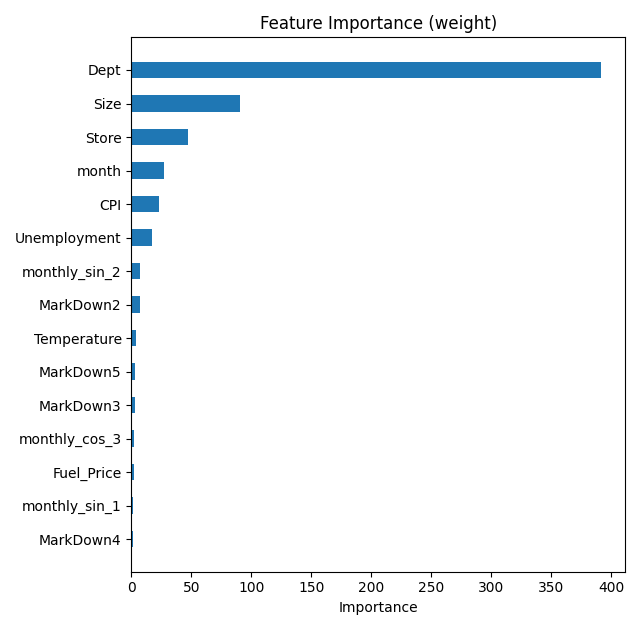 Feature Importance (weight)
Dept
Size
Store
month
CPI
Unemployment
monthly_sin_2
MarkDown2
Temperature
MarkDown5
MarkDown3
monthly_cos_3
Fuel_Price
monthly_sin_1
MarkDown4
0 50 100 150 200 250 300 350 400
Importance